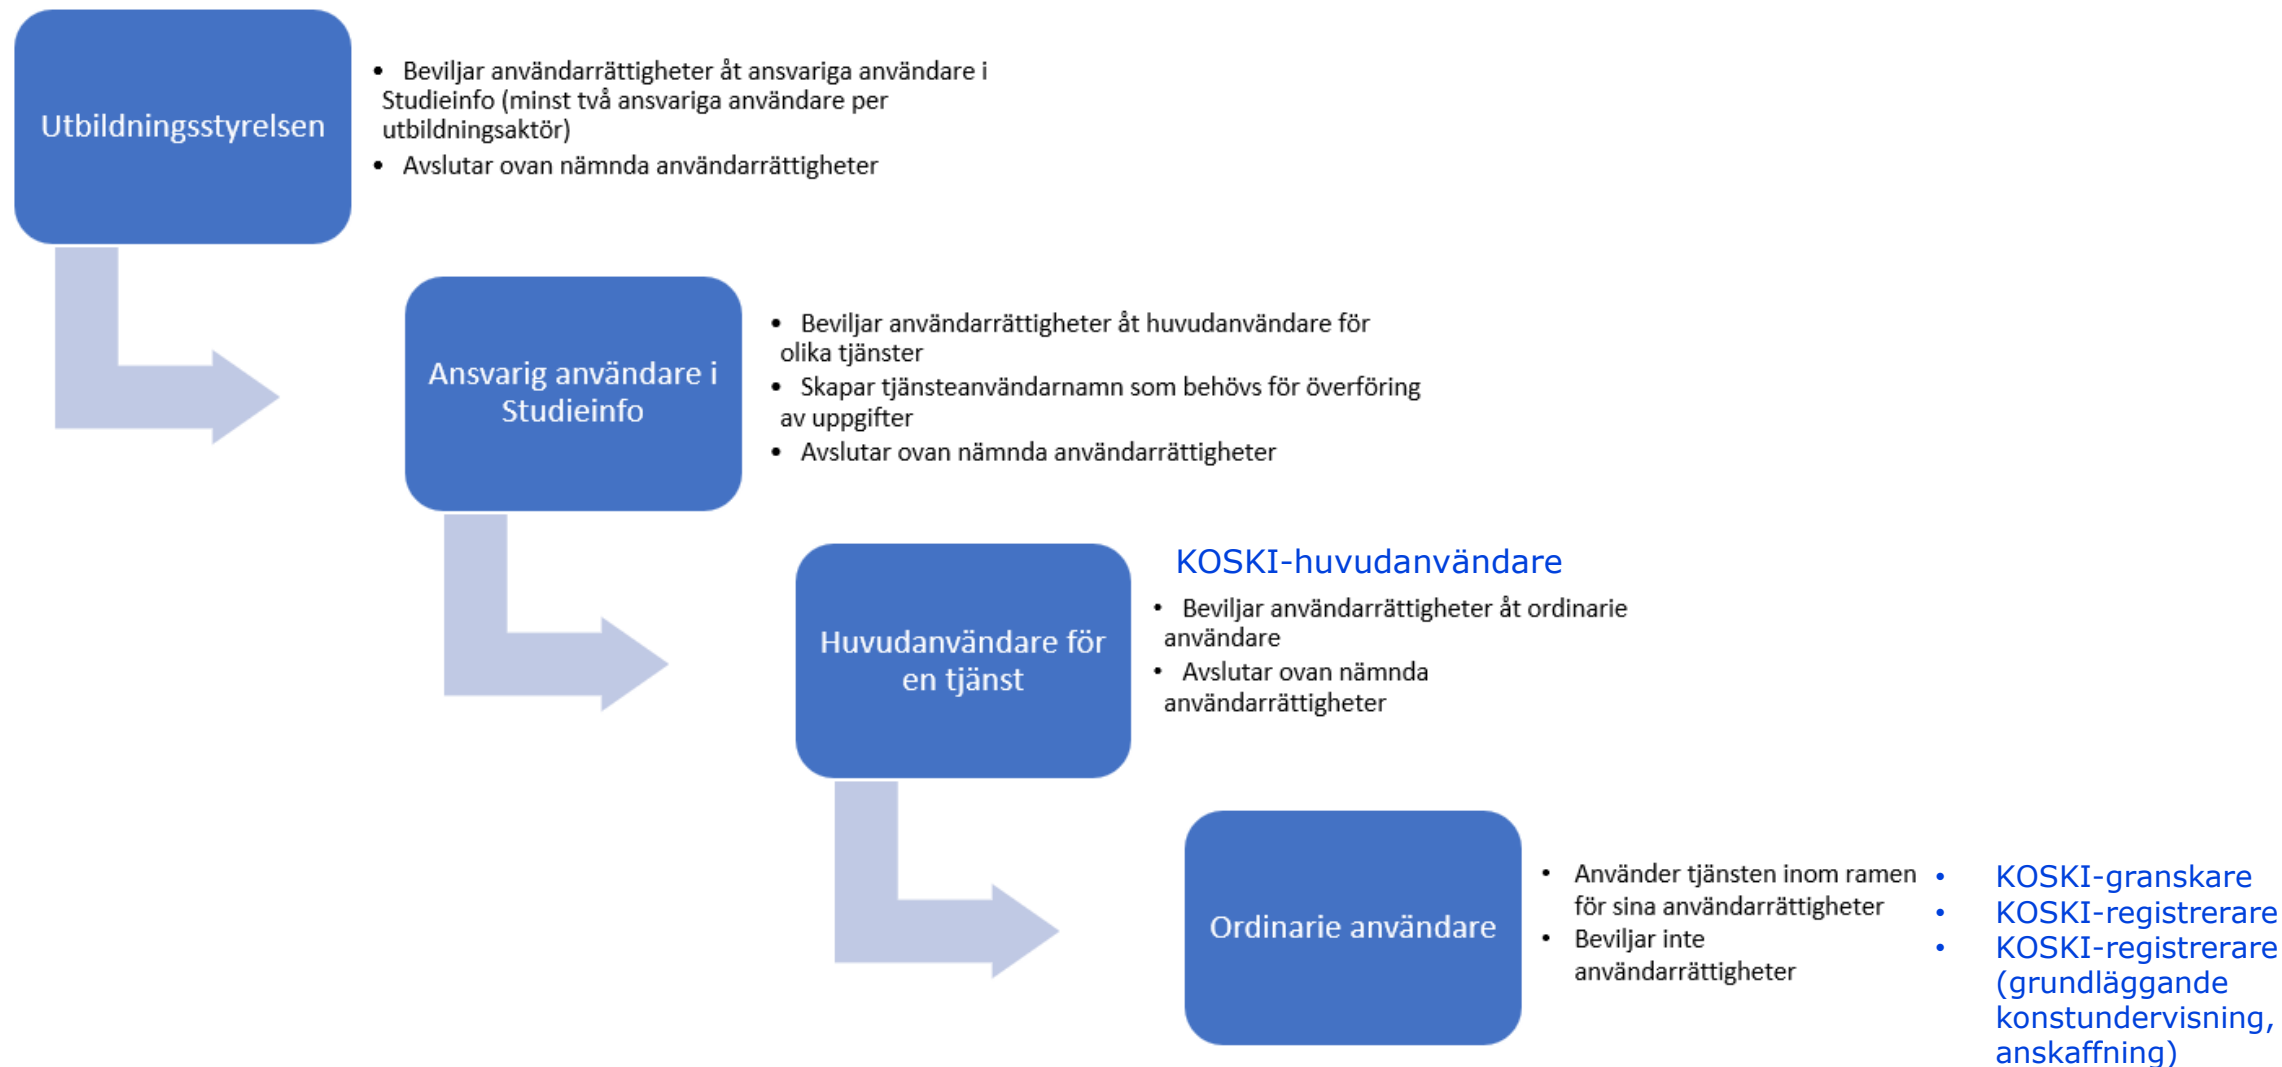 Utbildningsstyrelsen
• Beviljar användarrättigheter åt ansvariga användare i
Studieinfo (minst två ansvariga användare per
utbildningsaktör)
• Avslutar ovan nämnda användarrättigheter
Ansvarig användare i
Studieinfo
• Beviljar användarrättigheter åt huvudanvändare för
olika tjänster
• Skapar tjänsteanvändarnamn som behövs för överföring
av uppgifter
• Avslutar ovan nämnda användarrättigheter
Huvudanvändare för
en tjänst
KOSKI-huvudanvändare
• Beviljar användarrättigheter åt ordinarie
användare
• Avslutar ovan nämnda
användarrättigheter
Ordinarie användare
• Använder tjänsten inom ramen
för sina användarrättigheter
• Beviljar inte
användarrättigheter
• KOSKI-granskare
• KOSKI-registrerare
• KOSKI-registrerare
(grundläggande
konstundervisning,
anskaffning)